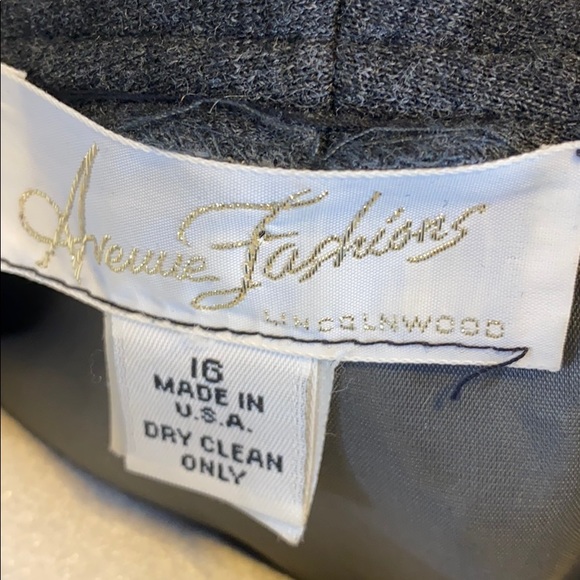 Avenue Fashions
LINCOLNWOOD
16
MADE IN
U.S.A.
DRY CLEAN
ONLY